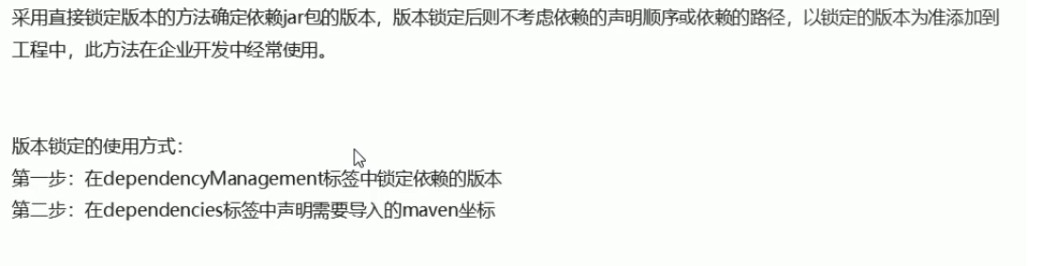 采用直接锁定版本的方法确定依赖jar包的版本，版本锁定后则不考虑依赖的声明顺序或依赖的路径，以锁定的版本为准添加到
工程中，此方法在企业开发中经常使用。
版本锁定的使用方式：
第一步：在dependencyManagement标签中锁定依赖的版本
第二步：在dependencies标签中声明需要导入的maven坐标